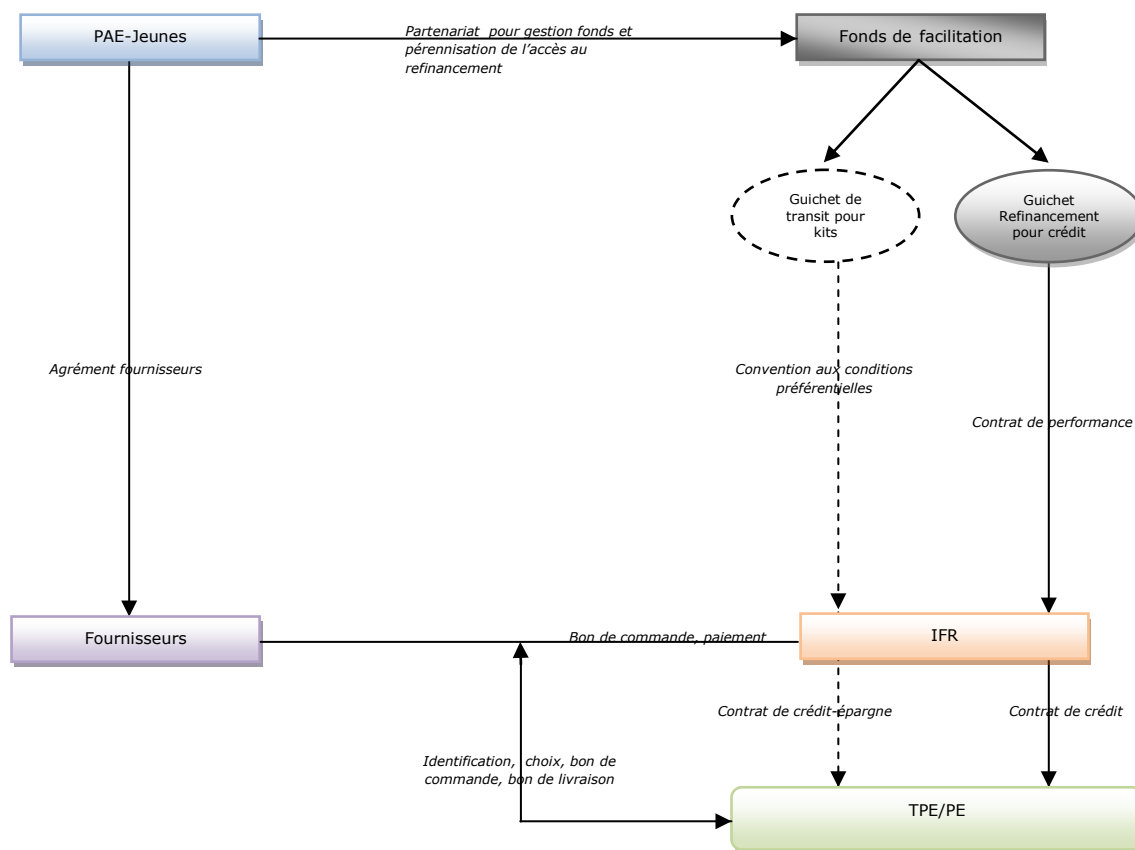 PAE-Jeunes
Partenariat pour gestion fonds et
pérennisation de l'accès au
refinancement
Fonds de facilitation
Guichet de
transit pour
kits
Guichet
Refinancement
pour crédit
Agrément fournisseurs
Convention aux conditions
préférentielles
Contrat de performance
Fournisseurs
Bon de commande, paiement
IFR
Contrat de crédit-épargne
Contrat de crédit
Identification, choix, bon de
commande, bon de livraison
TPE/PE